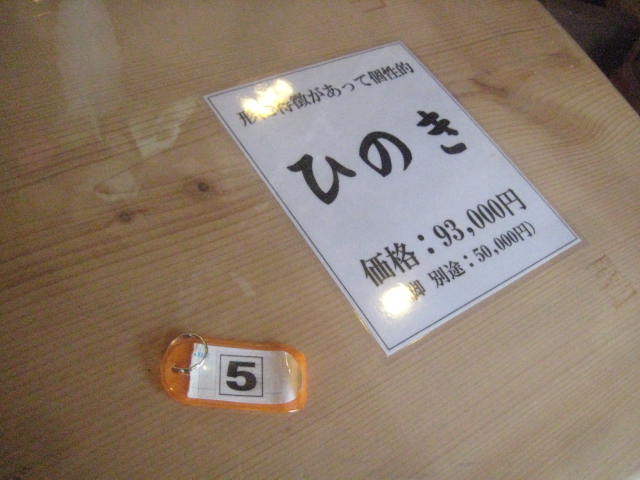 形 特徴があって個性的
ひのき
価格：93,000円
脚 別途：50,000円）
5